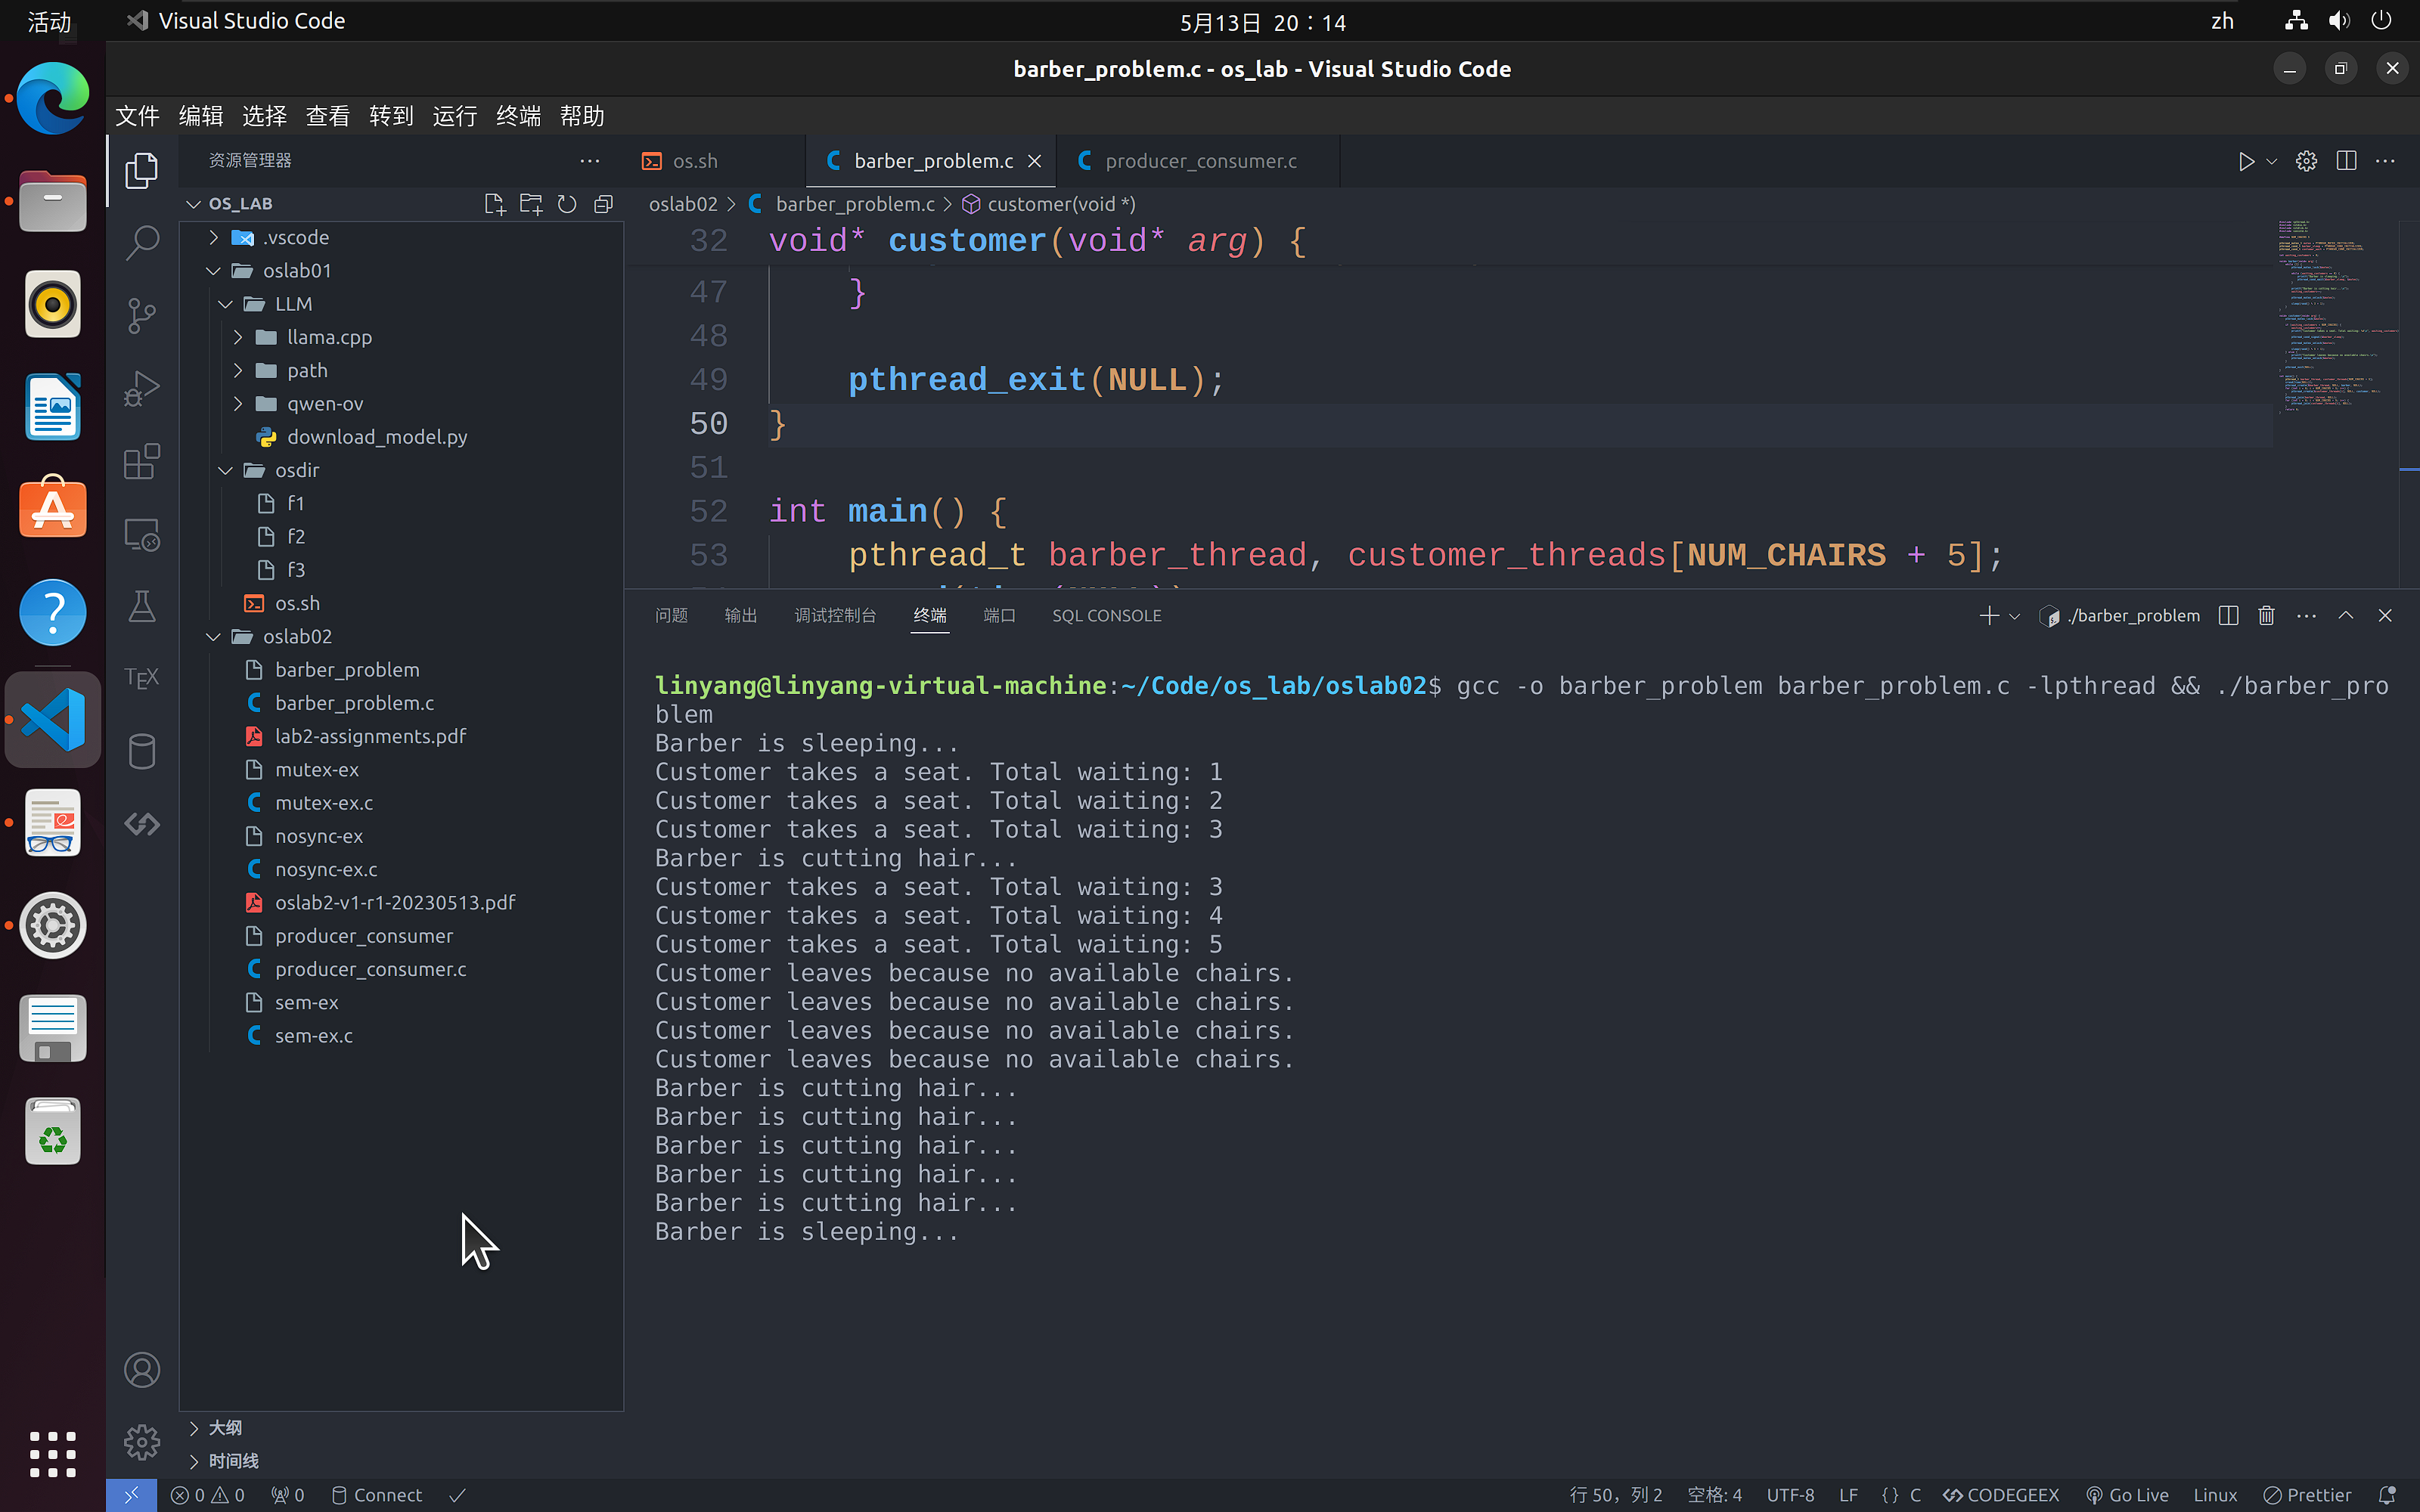 活动
Visual Studio Code
5月13日 20：14
zh
barber_problem.c - os_lab - Visual Studio Code
文件 编辑 选择 查看 转到 运行 终端 帮助
资源管理器
os.sh
barber_problem.c
producer_consumer.c
OS_LAB
oslab02 > barber_problem.c > customer(void *)
.vscode
oslab01
LLM
llama.cpp
path
qwen-ov
download_model.py
osdir
f1
f2
f3
os.sh
oslab02
barber_problem
barber_problem.c
lab2-assignments.pdf
mutex-ex
mutex-ex.c
nosync-ex
nosync-ex.c
oslab2-v1-r1-20230513.pdf
producer_consumer
producer_consumer.c
sem-ex
sem-ex.c
大纲
时间线
TEX
32 void* customer(void* arg) {
47 }
48
49 pthread_exit(NULL);
50 }
51
52 int main() {
53 pthread_t barber_thread, customer_threads[NUM_CHAIRS + 5];
问题 输出 调试控制台 终端 端口 SQL CONSOLE
./barber_problem
linyang@linyang-virtual-machine:~/Code/os_lab/oslab02$ gcc -o barber_problem barber_problem.c -lpthread && ./barber_pro
blem
Barber is sleeping...
Customer takes a seat. Total waiting: 1
Customer takes a seat. Total waiting: 2
Customer takes a seat. Total waiting: 3
Barber is cutting hair...
Customer takes a seat. Total waiting: 3
Customer takes a seat. Total waiting: 4
Customer takes a seat. Total waiting: 5
Customer leaves because no available chairs.
Customer leaves because no available chairs.
Customer leaves because no available chairs.
Customer leaves because no available chairs.
Barber is cutting hair...
Barber is cutting hair...
Barber is cutting hair...
Barber is cutting hair...
Barber is cutting hair...
Barber is sleeping...
0 0 0 Connect
行 50，列 2 空格: 4 UTF-8 LF {} C CODEGEEX Go Live Linux Prettier